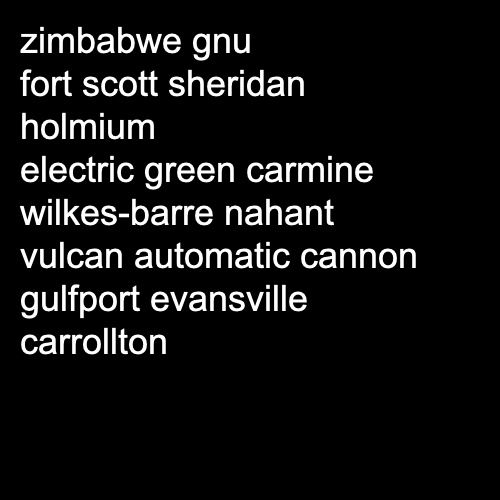 zimbabwe gnu
fort scott sheridan
holmium
electric green carmine
wilkes-barre nahant
vulcan automatic cannon
gulfport evansville
carrollton